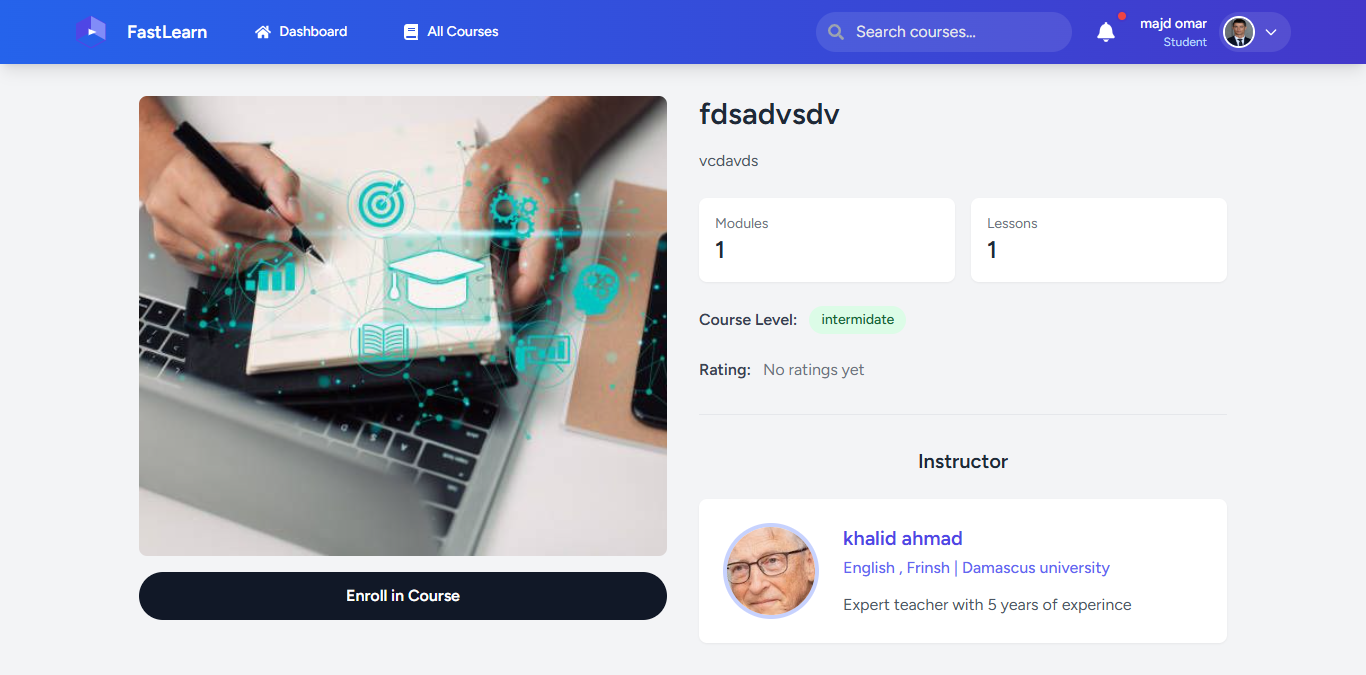 FastLearn
Dashboard
All Courses
Search courses...
majd omar
Student
fdsadvsdv
vcdavds
Modules
1
Lessons
1
Course Level: intermidate
Rating: No ratings yet
Enroll in Course
Instructor
khalid ahmad
English , Frinsh | Damascus university
Expert teacher with 5 years of experince